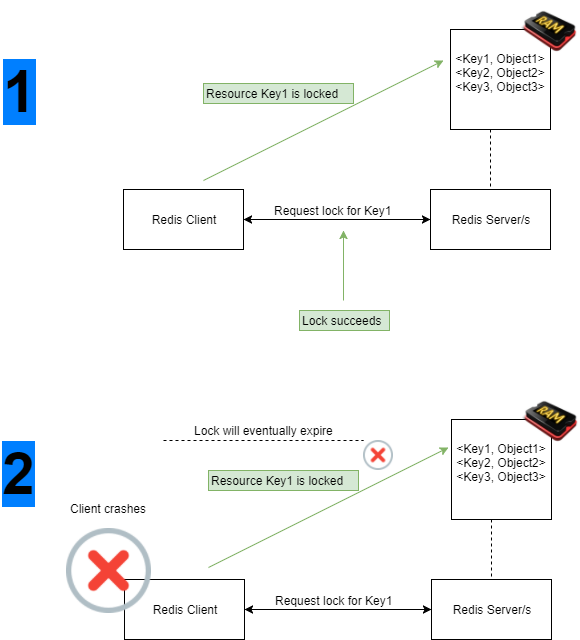 RAM
<Key1, Object1>
<Key2, Object2>
<Key3, Object3>
1
Resource Key1 is locked
Redis Client
Request lock for Key1
Redis Server/s
Lock succeeds
RAM
Lock will eventually expire
<Key1, Object1>
<Key2, Object2>
<Key3, Object3>
2
Resource Key1 is locked
Client crashes
Redis Client
Request lock for Key1
Redis Server/s